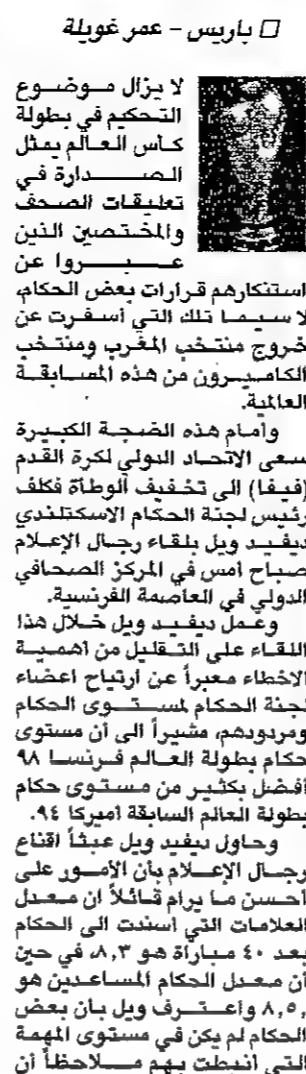 □ باريس – عمر غويلة
لا يزال موضوع
التحكيم في بطولة
كأس العالم يمثل
الصدارة في
تعليقات الصحف
والمختصين الذين
عبروا عن
استنكارهم قرارات بعض الحكام،
لا سيما تلك التي أسفرت عن
خروج منتخب المغرب ومنتخب
الكاميرون من هذه المسابقة
العالمية.
وأمام هذه الضجة الكبيرة
سعى الاتحاد الدولي لكرة القدم
(فيفا) الى تخفيف الوطأة فكلف
رئيس لجنة الحكام الاسكتلندي
ديفيد ويل بلقاء رجال الإعلام
صباح امس في المركز الصحافي
الدولي في العاصمة الفرنسية.
وعمل ديفيد ويل خلال هذا
اللقاء على التقليل من اهمية
الاخطاء معبراً عن ارتياح اعضاء
لجنة الحكام لمستوى الحكام
ومردودهم، مشيراً الى أن مستوى
حكام بطولة العالم فرنسا ٩٨
أفضل بكثير من مستوى حكام
بطولة العالم السابقة اميركا ٩٤.
وحاول ديفيد ويل عبثاً اقناع
رجال الإعلام بأن الأمور على
احسن ما يرام قائلاً ان معدل
العلامات التي اسندت الى الحكام
بعد ٤٠ مباراة هو ٨,٣، في حين
أن معدل الحكام المساعدين هو
٨,٥، وأعترف ويل بأن بعض
الحكام لم يكن في مستوى المهمة
التي انيطت بهم ملاحظاً أن